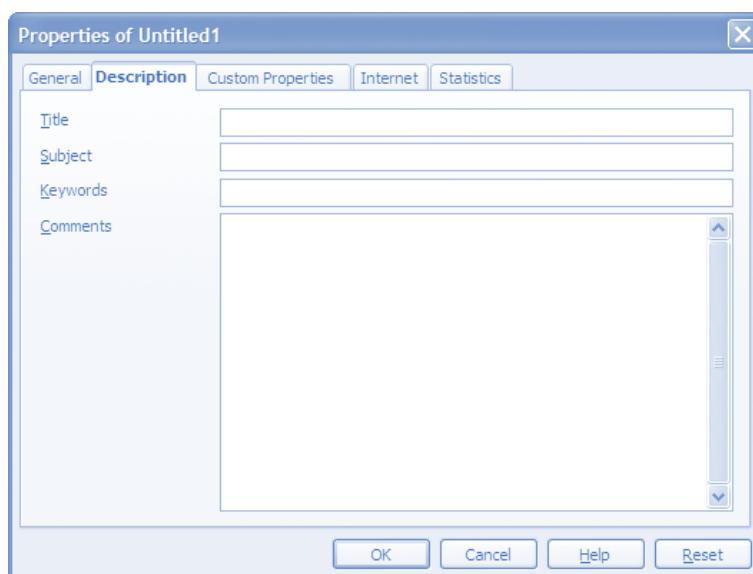 Properties of Untitled1
General Description Custom Properties Internet Statistics
Title
Subject
Keywords
Comments
OK Cancel Help Reset